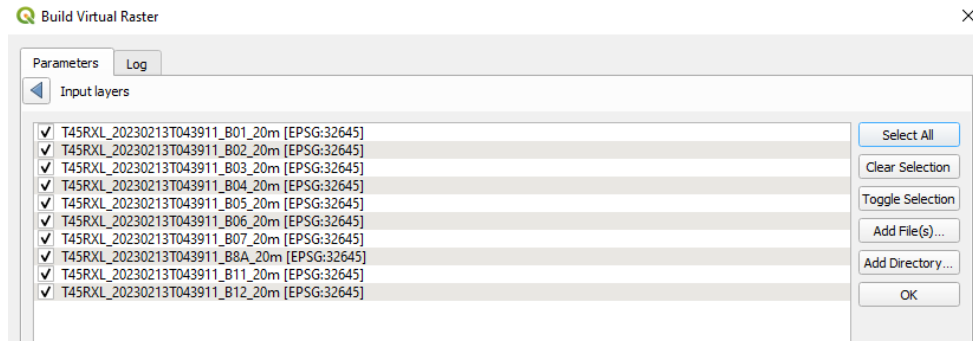 Build Virtual Raster
Parameters Log
Input layers
T45RXL_20230213T043911_B01_20m [EPSG:32645]
T45RXL_20230213T043911_B02_20m [EPSG:32645]
T45RXL_20230213T043911_B03_20m [EPSG:32645]
T45RXL_20230213T043911_B04_20m [EPSG:32645]
T45RXL_20230213T043911_B05_20m [EPSG:32645]
T45RXL_20230213T043911_B06_20m [EPSG:32645]
T45RXL_20230213T043911_B07_20m [EPSG:32645]
T45RXL_20230213T043911_B8A_20m [EPSG:32645]
T45RXL_20230213T043911_B11_20m [EPSG:32645]
T45RXL_20230213T043911_B12_20m [EPSG:32645]
Select All
Clear Selection
Toggle Selection
Add File(s)...
Add Directory...
OK